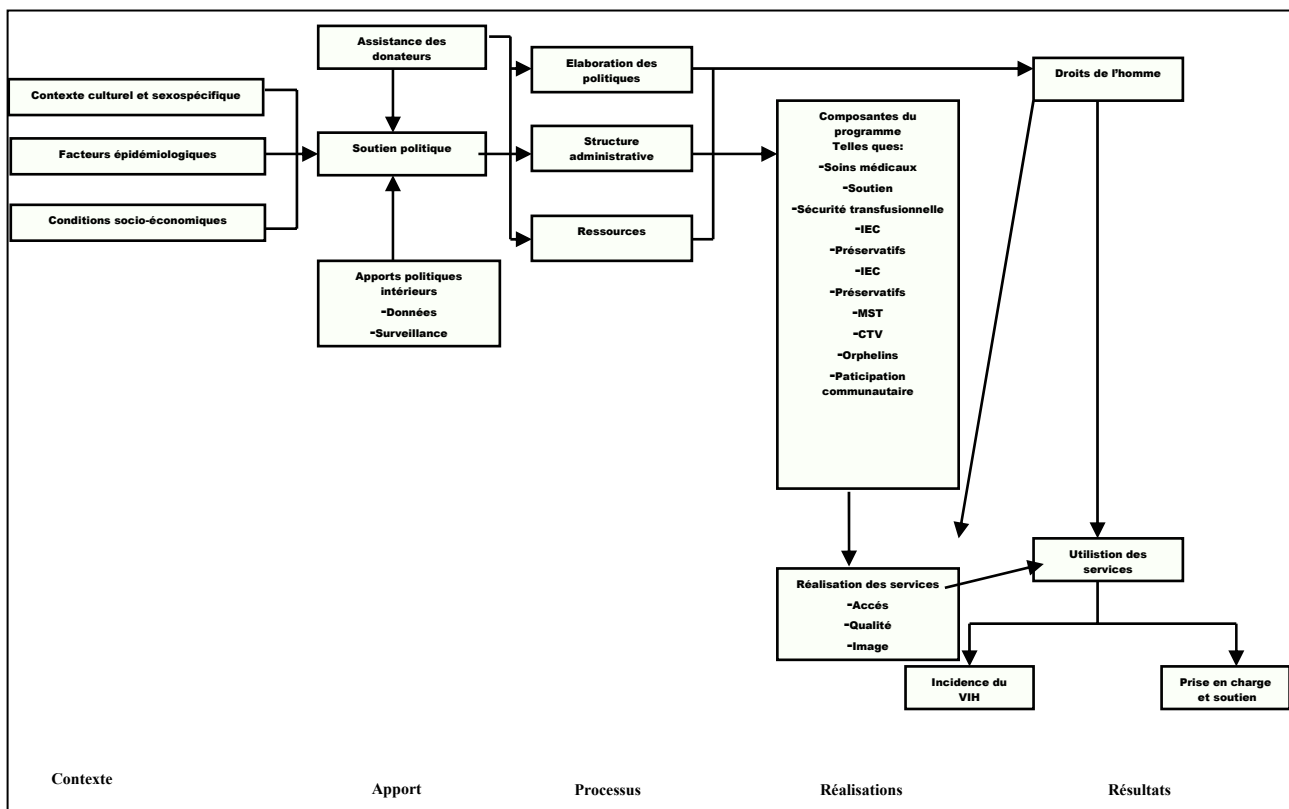 Assistance des
donateurs
Contexte culturel et sexospécifique
Facteurs épidémiologiques
Conditions socio-économiques
Soutien politique
Apports politiques
intérieurs
-Données
-Surveillance
Elaboration des
politiques
Structure
administrative
Ressources
Composantes du
programme
Telles ques:
-Soins médicaux
-Soutien
-Sécurité transfusionnelle
-IEC
-Préservatifs
-IEC
-Préservatifs
-MST
-CTV
-Orphelins
-Paticipation
communautaire
Droits de l’homme
Réalisation des services
-Accés
-Qualité
-Image
Utilistion des
services
Incidence du
VIH
Prise en charge
et soutien
Contexte
Apport
Processus
Réalisations
Résultats